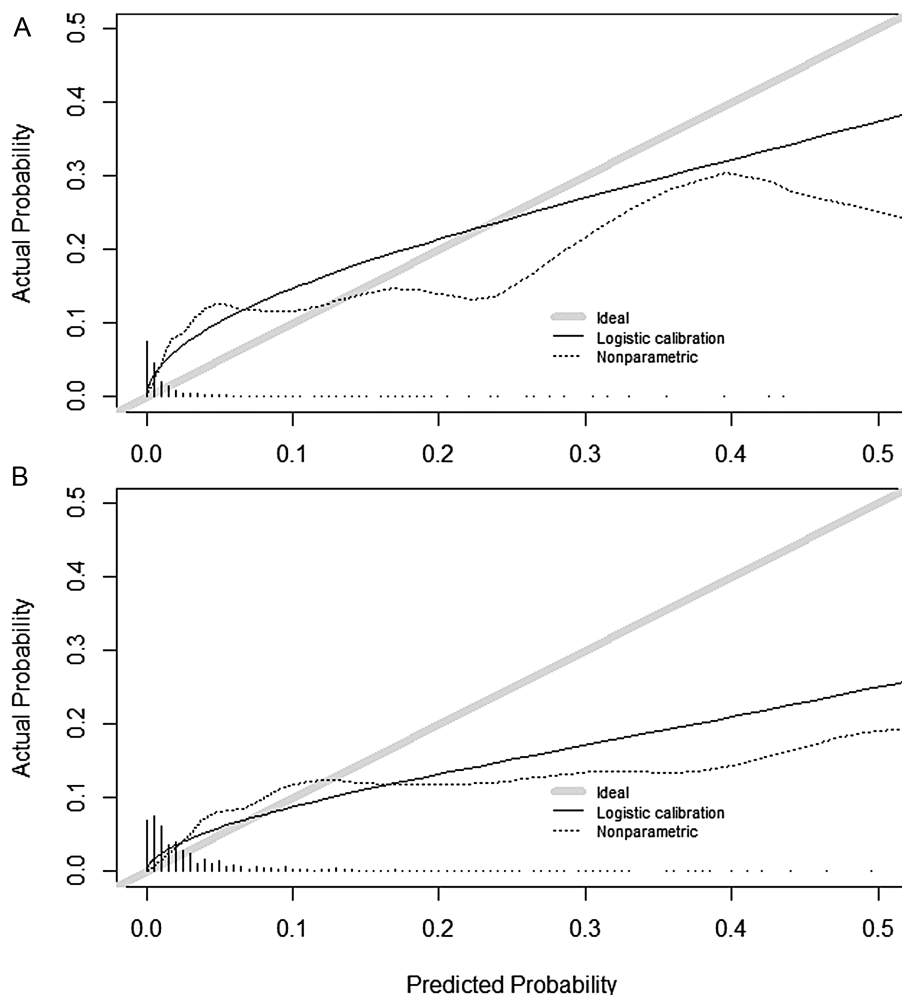 A
Actual Probability
0.5
0.4
0.3
0.2
0.1
0.0
Ideal
Logistic calibration
Nonparametric
0.0 0.1 0.2 0.3 0.4 0.5
B
Actual Probability
0.5
0.4
0.3
0.2
0.1
0.0
Ideal
Logistic calibration
Nonparametric
0.0 0.1 0.2 0.3 0.4 0.5
Predicted Probability